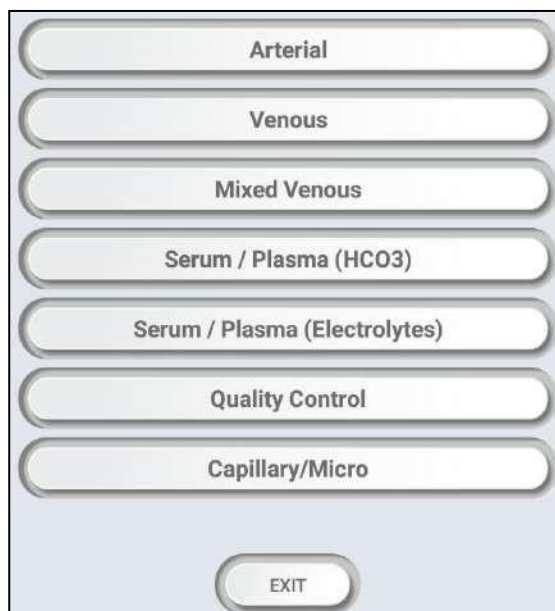 Arterial
Venous
Mixed Venous
Serum / Plasma (HCO3)
Serum / Plasma (Electrolytes)
Quality Control
Capillary/Micro
EXIT